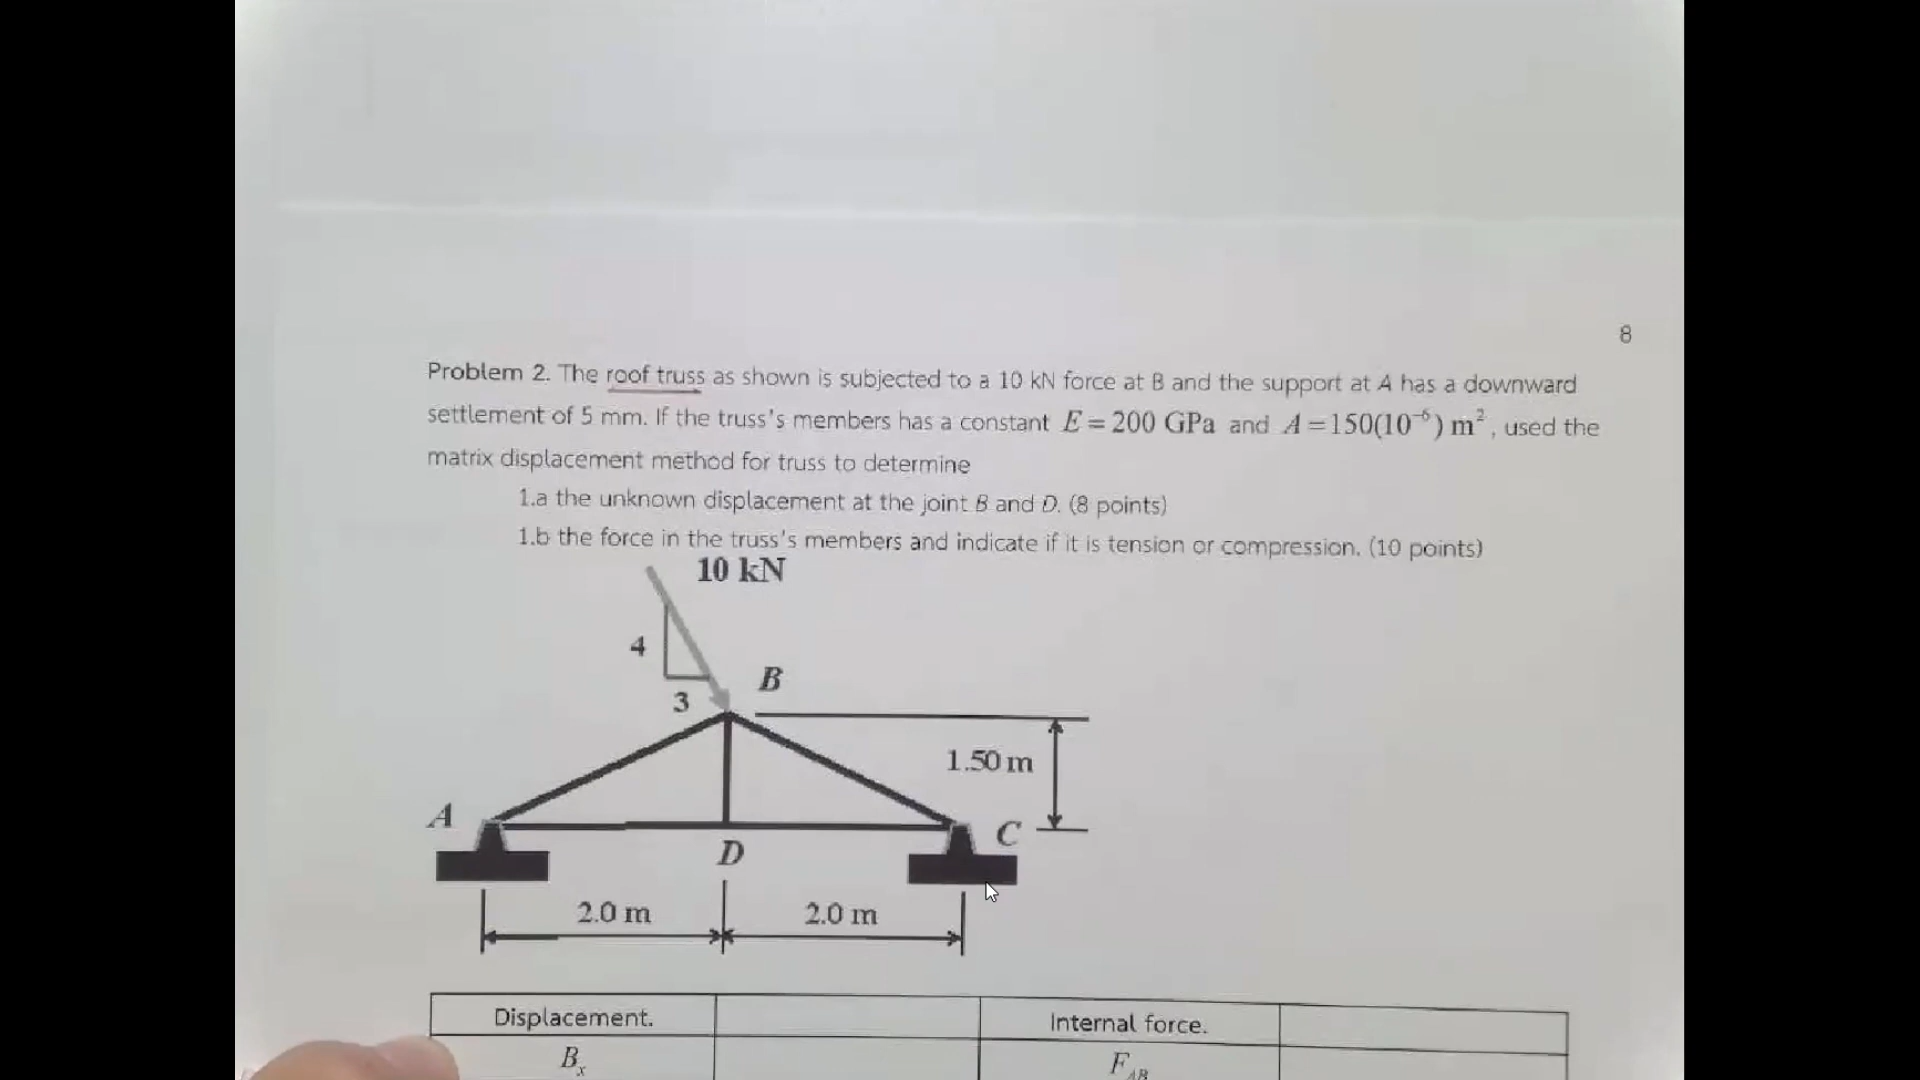 8
Problem 2. The roof truss as shown is subjected to a 10 kN force at B and the support at A has a downward
settlement of 5 mm. If the truss's members has a constant E = 200 GPa and A = 150(10⁻⁶) m², used the
matrix displacement method for truss to determine
1.a the unknown displacement at the joint B and D. (8 points)
1.b the force in the truss's members and indicate if it is tension or compression. (10 points)
10 kN
4
3
B
1.50 m
A
C
D
2.0 m
2.0 m
Displacement.
Internal force.
Bₓ
F_AB